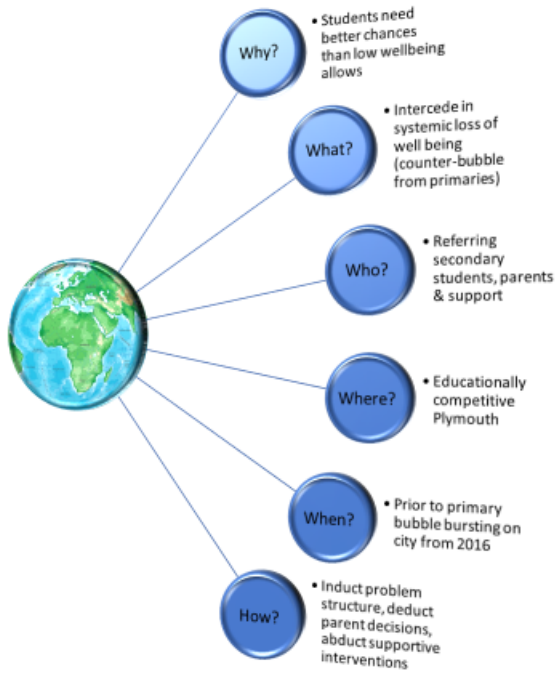 Why?
• Students need
better chances
than low wellbeing
allows
What?
• Intercede in
systemic loss of
well being
(counter-bubble
from primaries)
Who?
• Referring
secondary
students, parents
& support
Where?
• Educationally
competitive
Plymouth
When?
• Prior to primary
bubble bursting on
city from 2016
How?
• Induct problem
structure, deduct
parent decisions,
abduct supportive
interventions